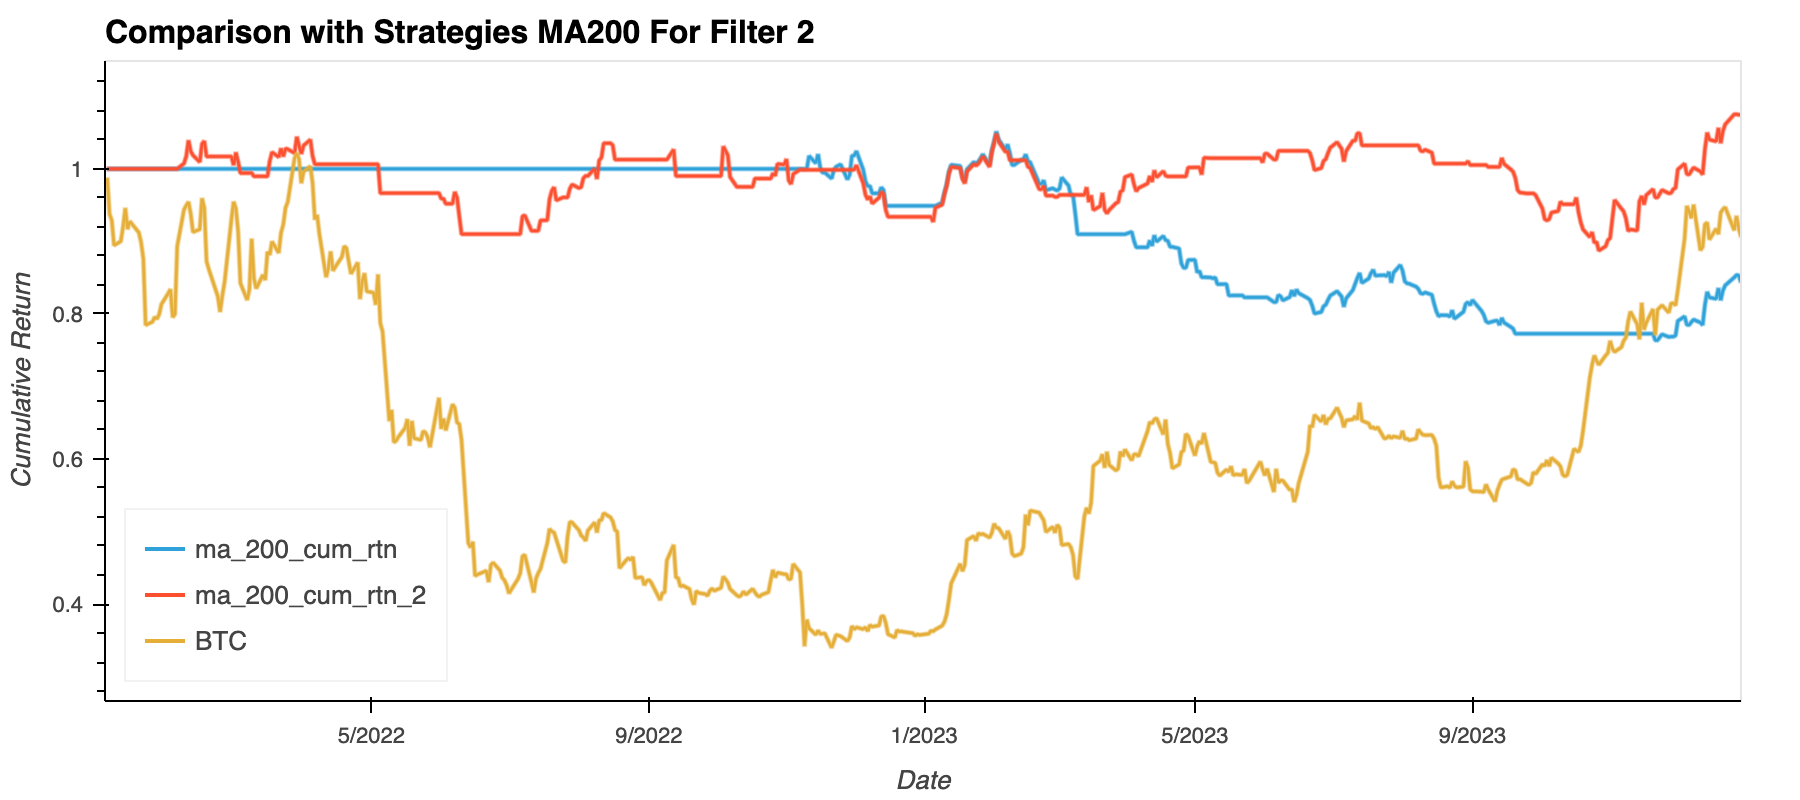 Comparison with Strategies MA200 For Filter 2
Cumulative Return
1
0.8
0.6
0.4
ma_200_cum_rtn
ma_200_cum_rtn_2
BTC
5/2022
9/2022
1/2023
5/2023
9/2023
Date